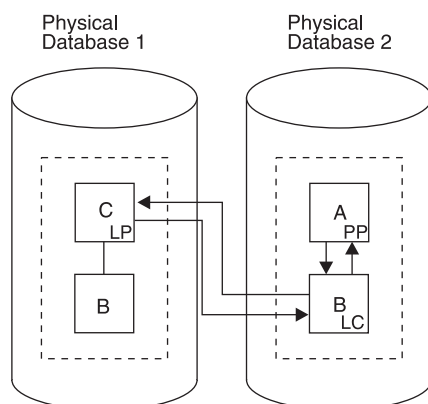 Physical
Database 1
Physical
Database 2
C
LP
B
A
PP
B
LC